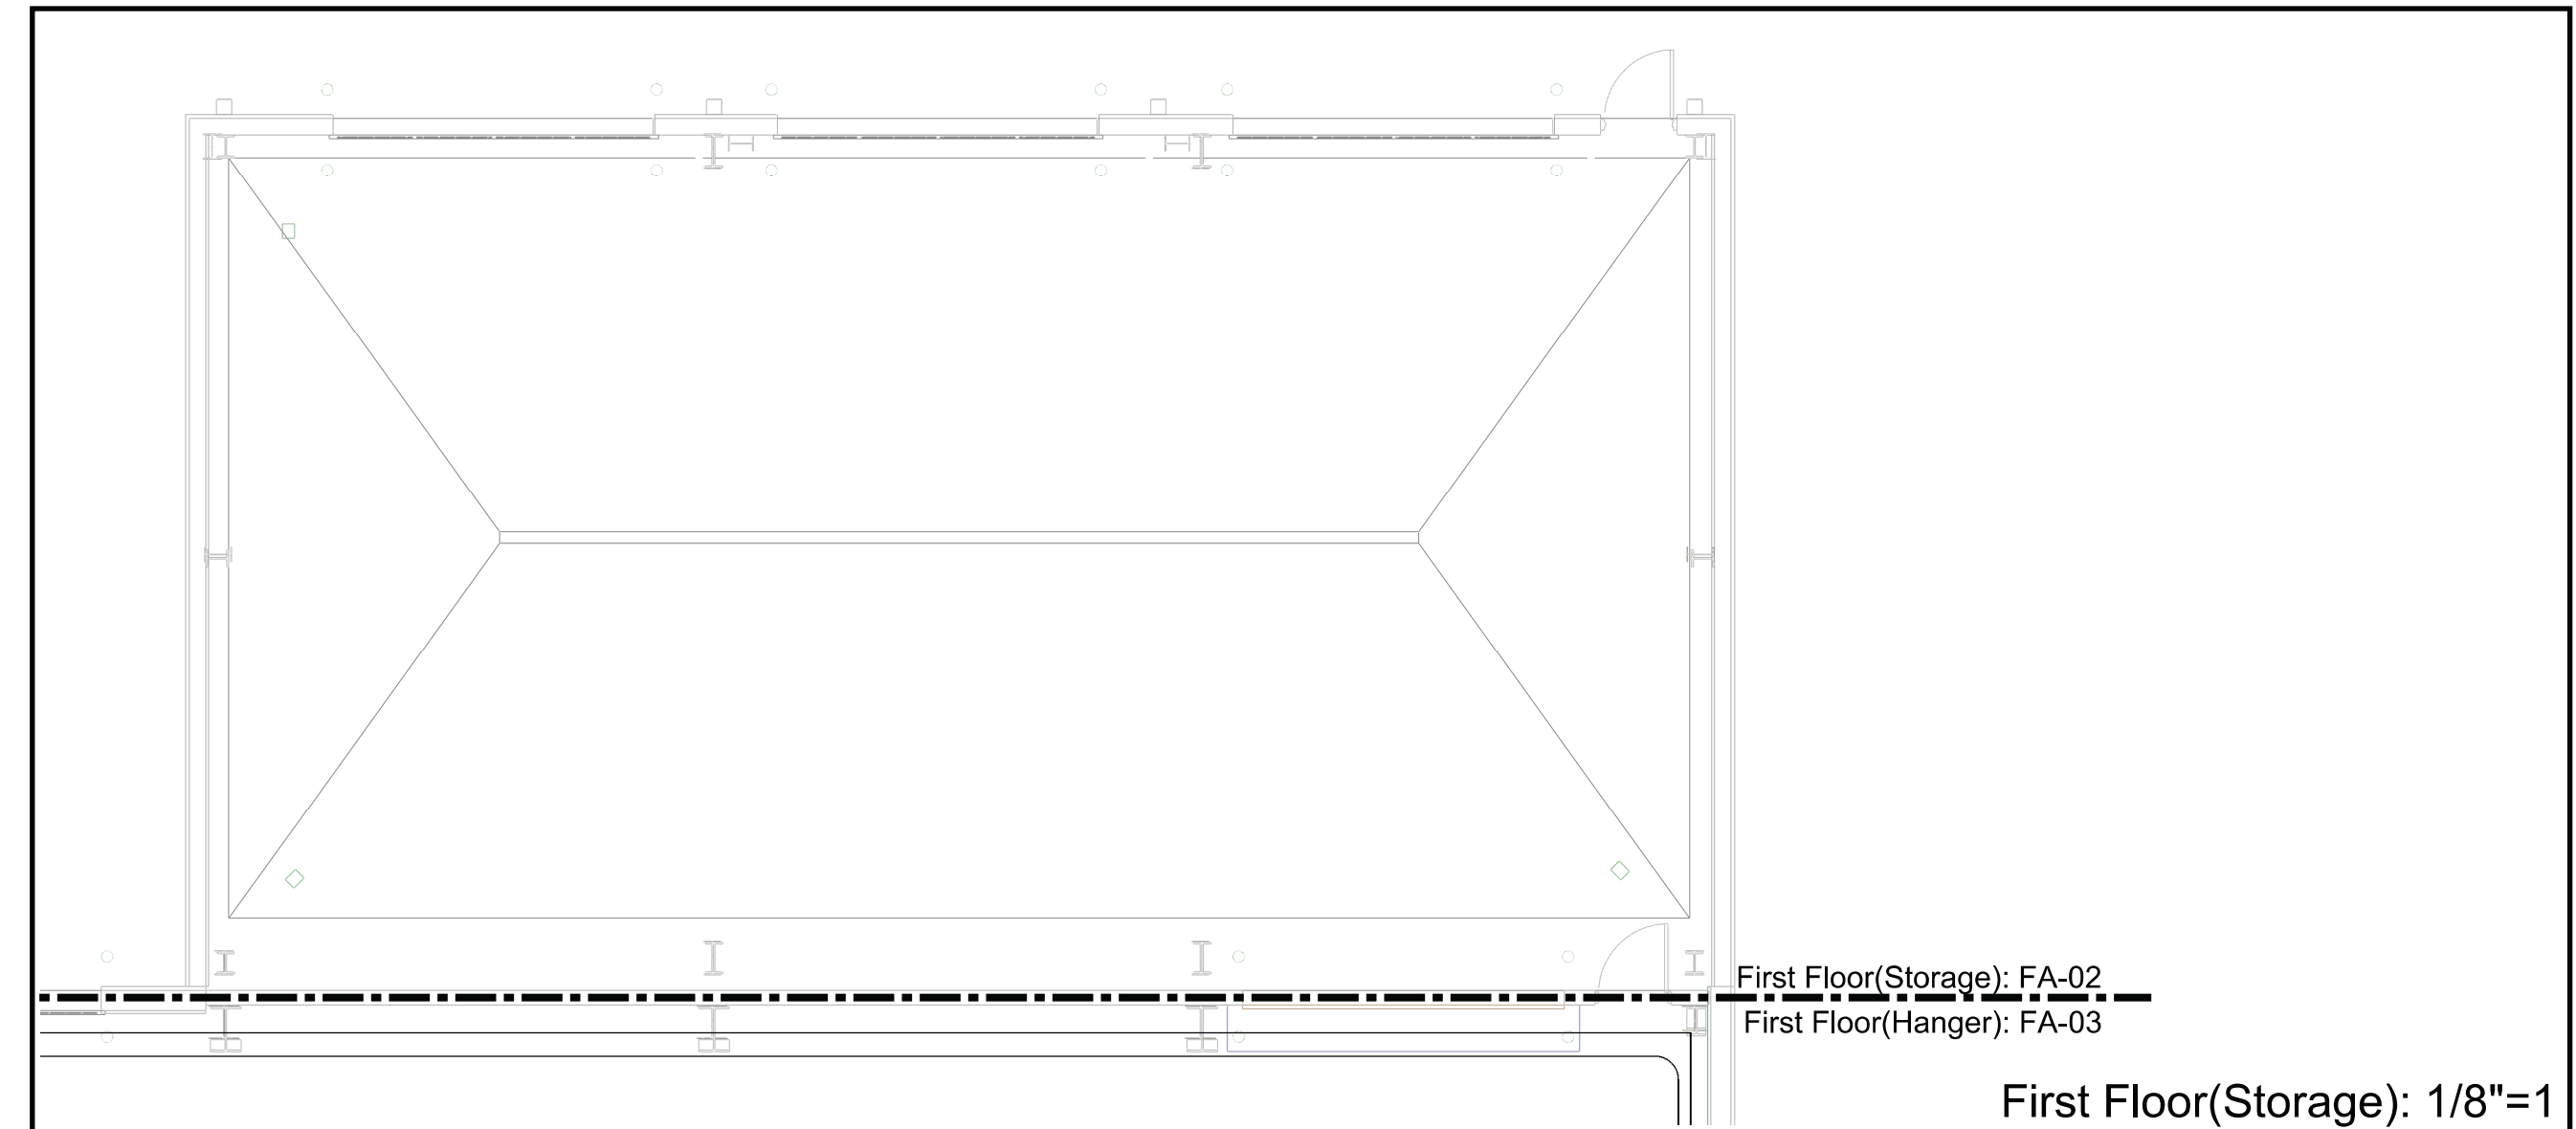 First Floor(Storage): FA-02
First Floor(Hanger): FA-03
First Floor(Storage): 1/8"=1